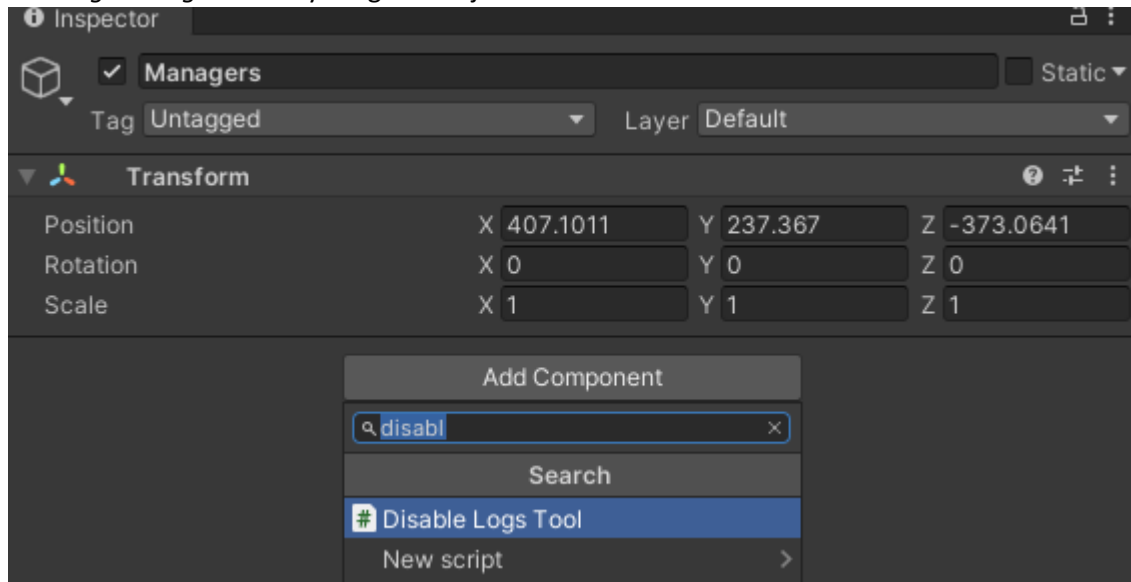 Inspector
Managers
Static
Tag Untagged Layer Default
Transform
Position X 407.1011 Y 237.367 Z -373.0641
Rotation X 0 Y 0 Z 0
Scale X 1 Y 1 Z 1
Add Component
disabl
Search
# Disable Logs Tool
New script